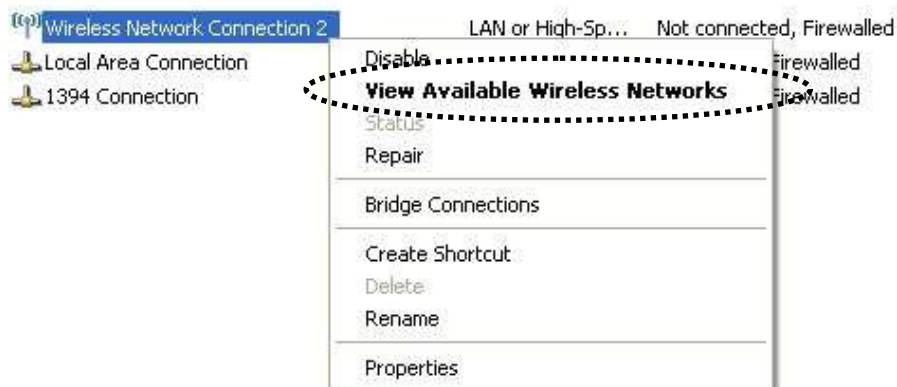 Wireless Network Connection 2 LAN or High-Sp... Not connected, Firewalled
Local Area Connection Firewalled
1394 Connection Firewalled
Disable
View Available Wireless Networks
Status
Repair
Bridge Connections
Create Shortcut
Delete
Rename
Properties